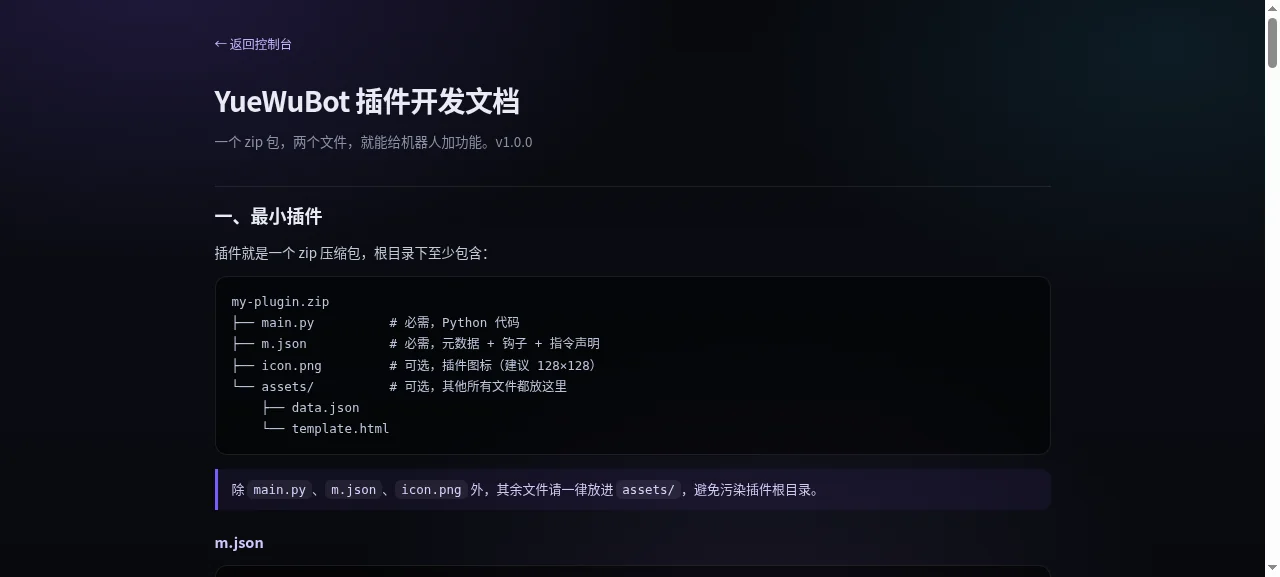 ← 返回控制台
YueWuBot 插件开发文档
一个 zip 包，两个文件，就能给机器人加功能。v1.0.0
一、最小插件
插件就是一个 zip 压缩包，根目录下至少包含：
my-plugin.zip
├── main.py          # 必需，Python 代码
├── m.json           # 必需，元数据 + 钩子 + 指令声明
├── icon.png         # 可选，插件图标（建议 128×128）
└── assets/          # 可选，其他所有文件都放这里
    ├── data.json
    └── template.html
除 main.py 、 m.json 、 icon.png 外，其余文件请一律放进 assets/ ，避免污染插件根目录。
m.json